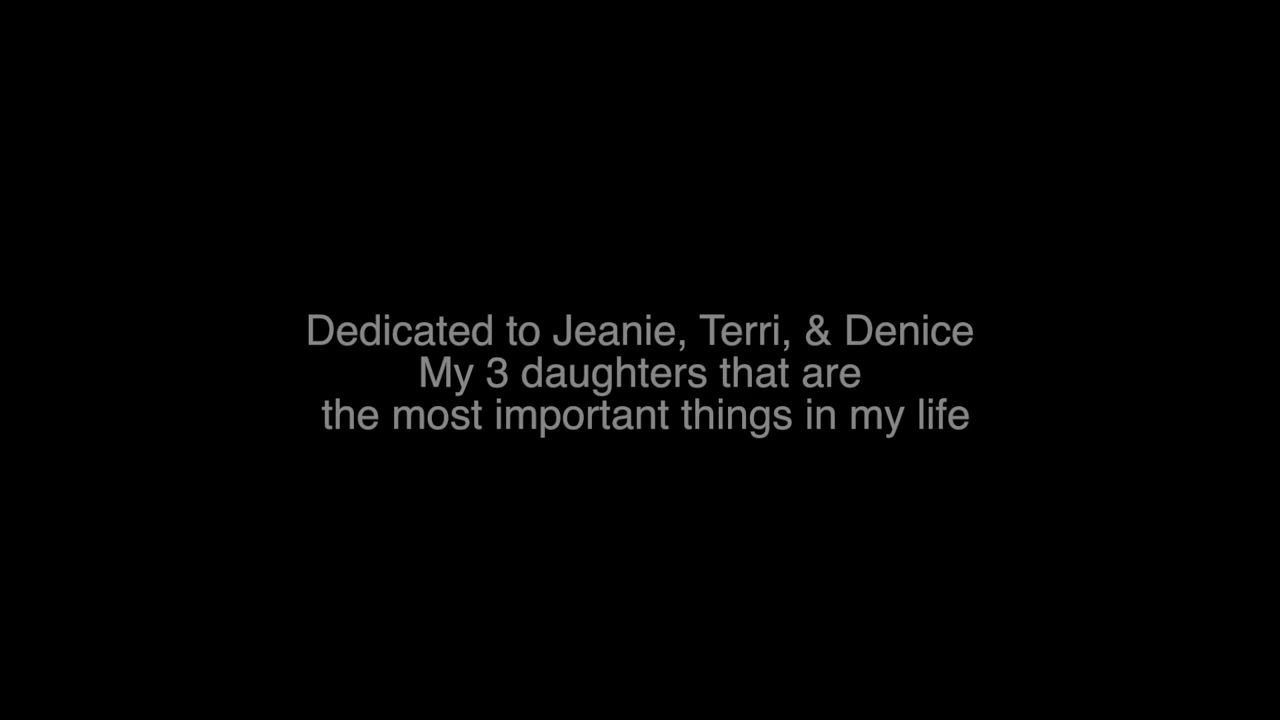 Dedicated to Jeanie, Terri, & Denice
My 3 daughters that are
the most important things in my life